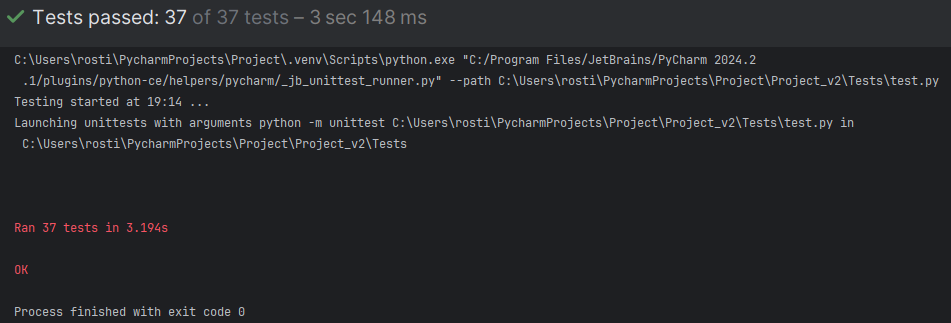 Tests passed: 37 of 37 tests – 3 sec 148 ms
C:\Users\rosti\PycharmProjects\Project\.venv\Scripts\python.exe "C:/Program Files/JetBrains/PyCharm 2024.2
.1/plugins/python-ce/helpers/pycharm/_jb_unittest_runner.py" --path C:\Users\rosti\PycharmProjects\Project\Project_v2\Tests\test.py
Testing started at 19:14 ...
Launching unittests with arguments python -m unittest C:\Users\rosti\PycharmProjects\Project\Project_v2\Tests\test.py in
C:\Users\rosti\PycharmProjects\Project\Project_v2\Tests
Ran 37 tests in 3.194s
OK
Process finished with exit code 0